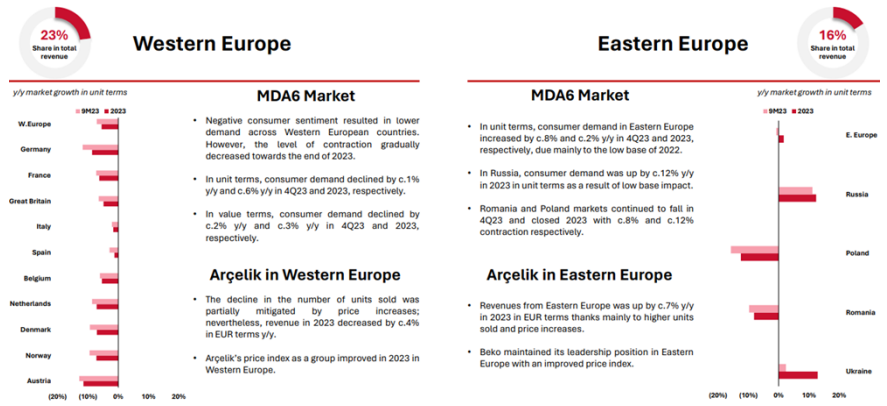 23%
Share in total
revenue
Western Europe
y/y market growth in unit terms
9M23 2023
W.Europe
Germany
France
Great Britain
Italy
Spain
Belgium
Netherlands
Denmark
Norway
Austria
(20%) (10%) 0% 10% 20%
MDA6 Market
• Negative consumer sentiment resulted in lower
demand across Western European countries.
However, the level of contraction gradually
decreased towards the end of 2023.
• In unit terms, consumer demand declined by c.1%
y/y and c.6% y/y in 4Q23 and 2023, respectively.
• In value terms, consumer demand declined by
c.2% y/y and c.3% y/y in 4Q23 and 2023,
respectively.
Arçelik in Western Europe
• The decline in the number of units sold was
partially mitigated by price increases;
nevertheless, revenue in 2023 decreased by c.4%
in EUR terms y/y.
• Arçelik's price index as a group improved in 2023 in
Western Europe.
Eastern Europe
16%
Share in total
revenue
MDA6 Market
• In unit terms, consumer demand in Eastern Europe
increased by c.8% and c.2% y/y in 4Q23 and 2023,
respectively, due mainly to the low base of 2022.
• In Russia, consumer demand was up by c.12% y/y
in 2023 in unit terms as a result of low base impact.
• Romania and Poland markets continued to fall in
4Q23 and closed 2023 with c.8% and c.12%
contraction respectively.
Arçelik in Eastern Europe
• Revenues from Eastern Europe was up by c.7% y/y
in 2023 in EUR terms thanks mainly to higher units
sold and price increases.
• Beko maintained its leadership position in Eastern
Europe with an improved price index.
y/y market growth in unit terms
9M23 2023
E. Europe
Russia
Poland
Romania
Ukraine
(20%) (10%) 0% 10% 20%